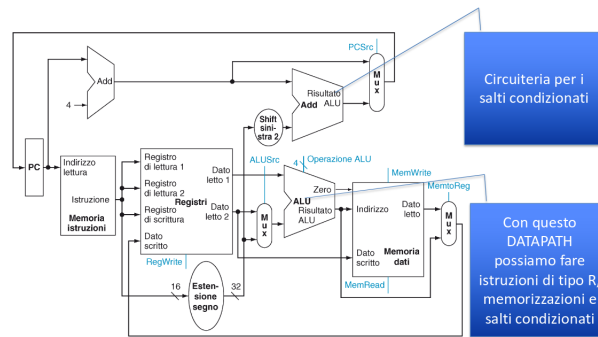 PCSrc
Add
4
Risultato
Add ALU
Mux
Shift
sini-
stra 2
Circuiteria per i
salti condizionati
PC
Indirizzo
lettura
Istruzione
Memoria
istruzioni
Registro
di lettura 1
Registro
di lettura 2
Registro
di scrittura
Dato
scritto
Dato
letto 1
Registri
Dato
letto 2
RegWrite
ALUSrc
Mux
4 Operazione ALU
Zero
ALU
Risultato
ALU
MemWrite
Indirizzo
Dato
letto
Dato
scritto
Memoria
dati
MemRead
MemtoReg
Mux
16
Esten-
sione
segno
32
Con questo
DATAPATH
possiamo fare
istruzioni di tipo R,
memorizzazioni e
salti condizionati